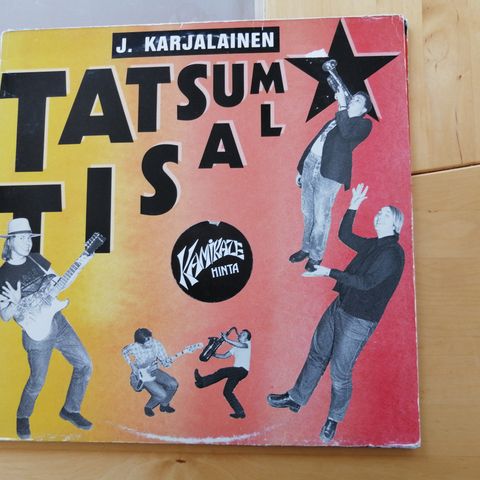 J. KARJALAINEN
TATSUM
TISAL
KAMIKAZE
HINTA